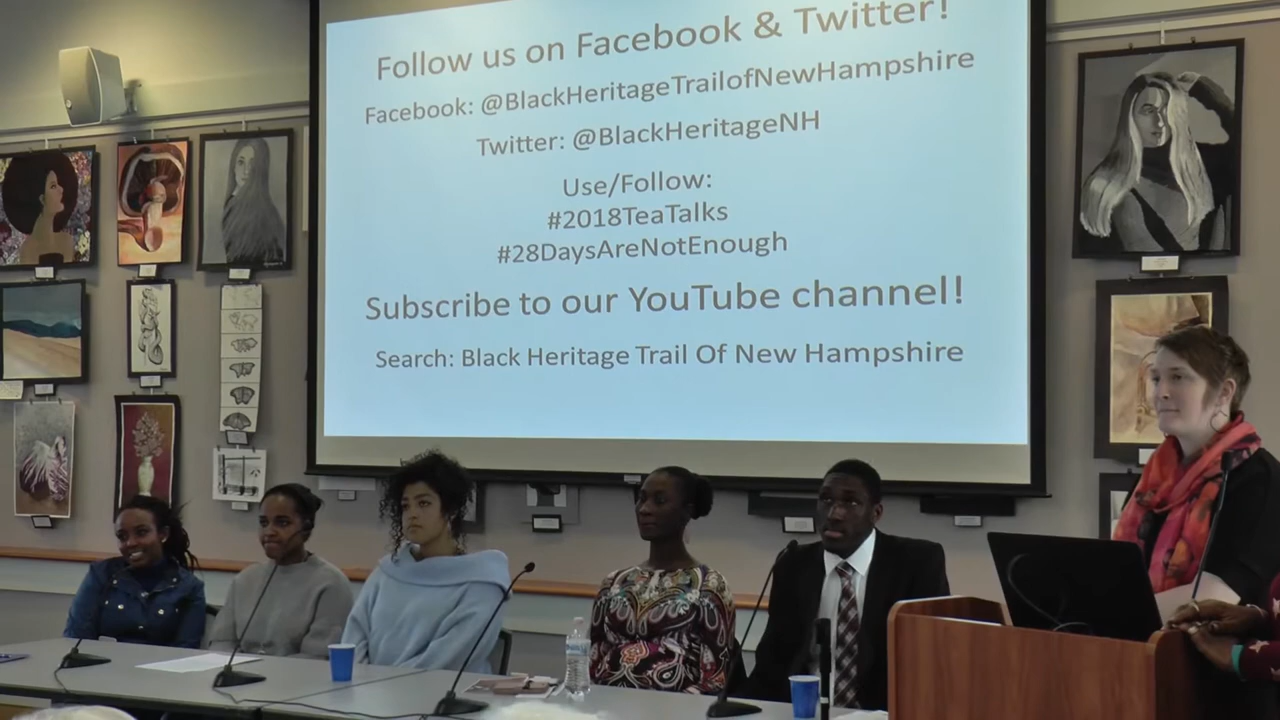 Follow us on Facebook & Twitter!
Facebook: @BlackHeritageTrailofNewHampshire
Twitter: @BlackHeritageNH
Use/Follow:
#2018TeaTalks
#28DaysAreNotEnough
Subscribe to our YouTube channel!
Search: Black Heritage Trail Of New Hampshire